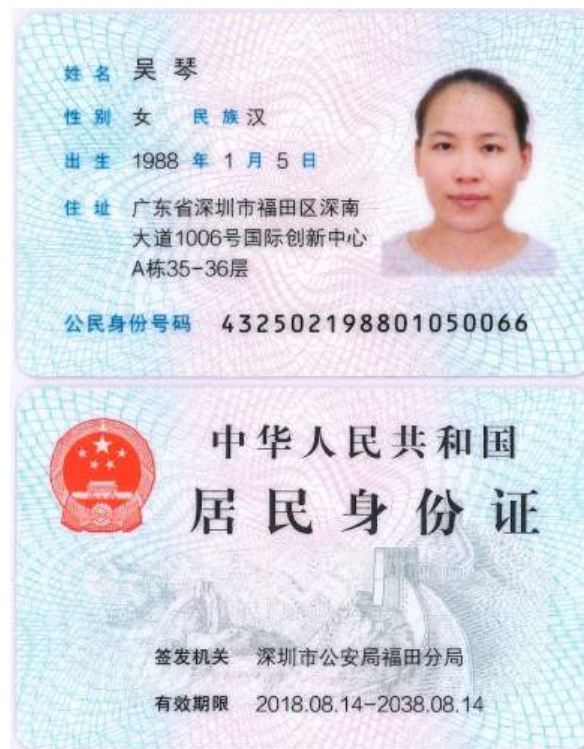 姓名 吴琴
性别 女 民族 汉
出生 1988 年 1 月 5 日
住址 广东省深圳市福田区深南
大道1006号国际创新中心
A栋35-36层
公民身份号码 432502198801050066
中华人民共和国
居民身份证
签发机关 深圳市公安局福田分局
有效期限 2018.08.14-2038.08.14